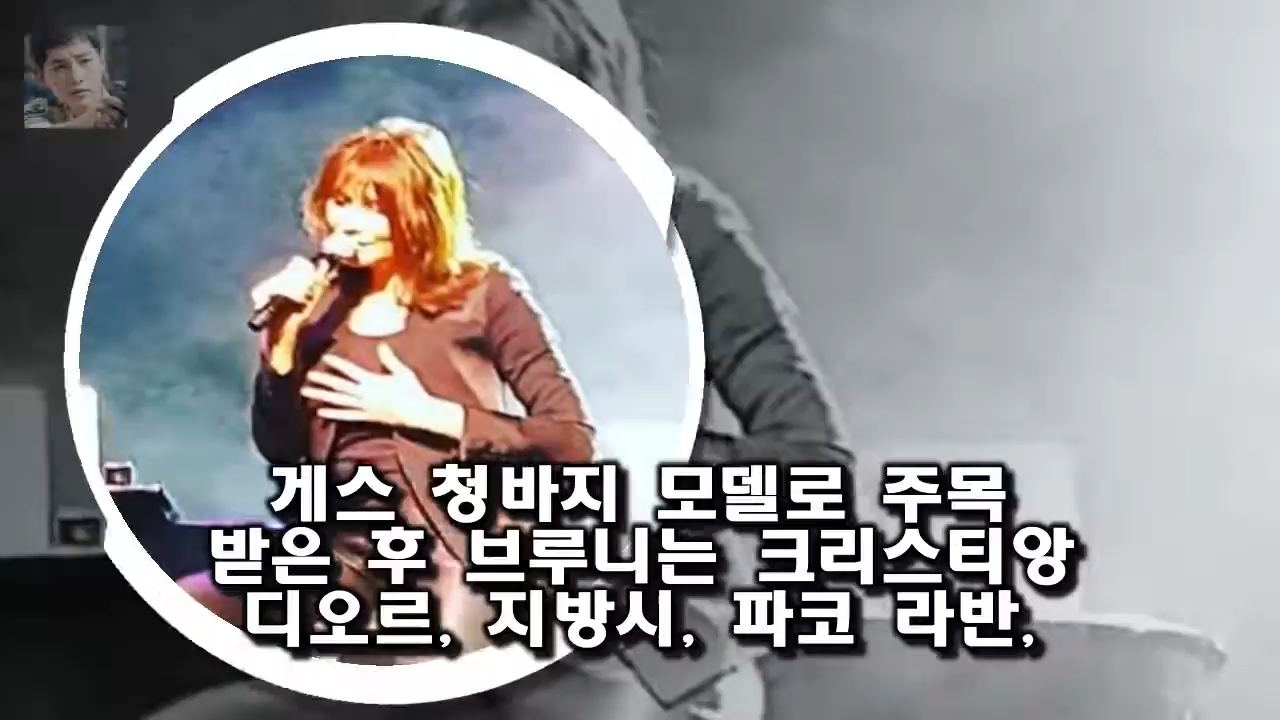 게스 청바지 모델로 주목
받은 후 브루니는 크리스티앙
디오르, 지방시, 파코 라반,